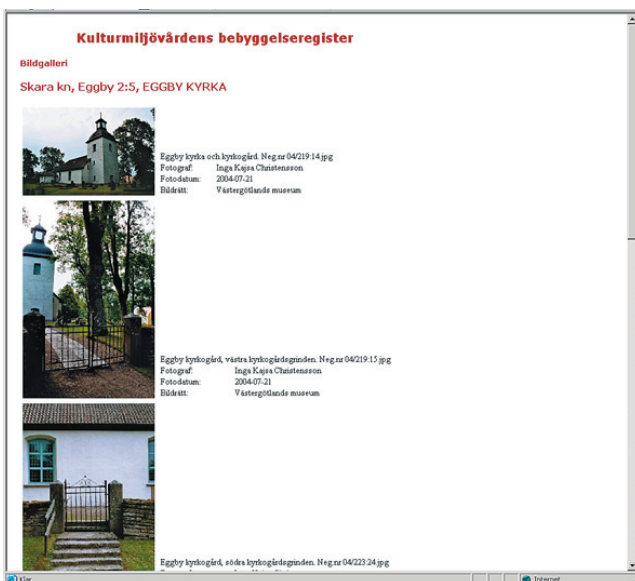 Kulturmiljövårdens bebyggelseregister
Bildgalleri
Skara kn, Eggby 2:5, EGGBY KYRKA
Eggby kyrka och kyrkogård. Neg.nr 04/219:14.jpg
Fotograf: Inga Kajsa Christensson
Fotodatum: 2004-07-21
Bildrätt: Västergötlands museum
Eggby kyrkogård, västra kyrkogårdsgrinden. Neg.nr 04/219:15.jpg
Fotograf: Inga Kajsa Christensson
Fotodatum: 2004-07-21
Bildrätt: Västergötlands museum
Eggby kyrkogård, södra kyrkogårdsgrinden. Neg.nr 04/223:24.jpg
Klar
Internet